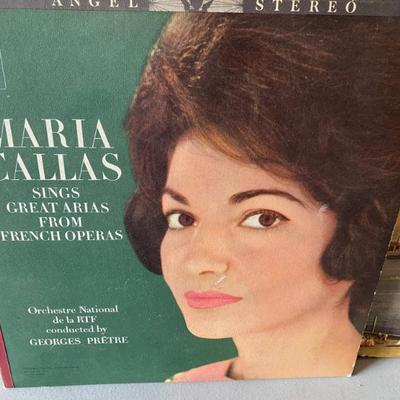 ANGEL STEREO
MARIA
CALLAS
SINGS
GREAT ARIAS
FROM
FRENCH OPERAS
Orchestre National
de la RTF
conducted by
GEORGES PRÊTRE